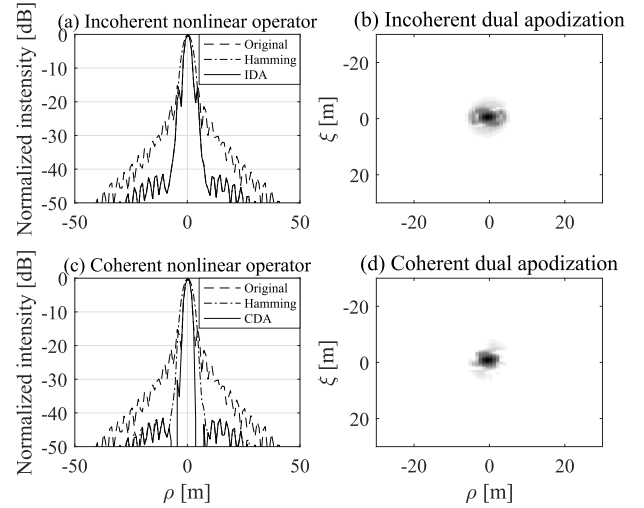 (a) Incoherent nonlinear operator
Normalized instensity [dB]
0
-10
-20
-30
-40
-50
-50
0
50
Original
Hamming
IDA
(b) Incoherent dual apodization
ξ [m]
-20
0
20
-20
0
20
(c) Coherent nonlinear operator
Normalized intensity [dB]
0
-10
-20
-30
-40
-50
-50
0
50
ρ [m]
Original
Hamming
CDA
(d) Coherent dual apodization
ξ [m]
-20
0
20
-20
0
20
ρ [m]